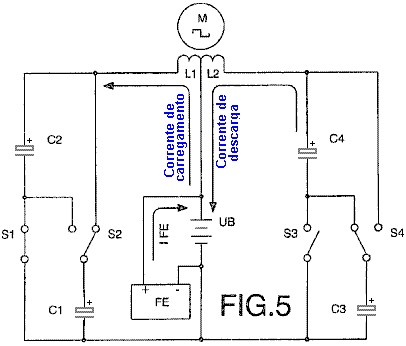 M
L1 L2
Corrente de
carregamento
Corrente de
descarga
+
C2
+
C4
S1
S2
I FE
UB
S3
S4
+
C1
+ -
FE
FIG.5
C3
+